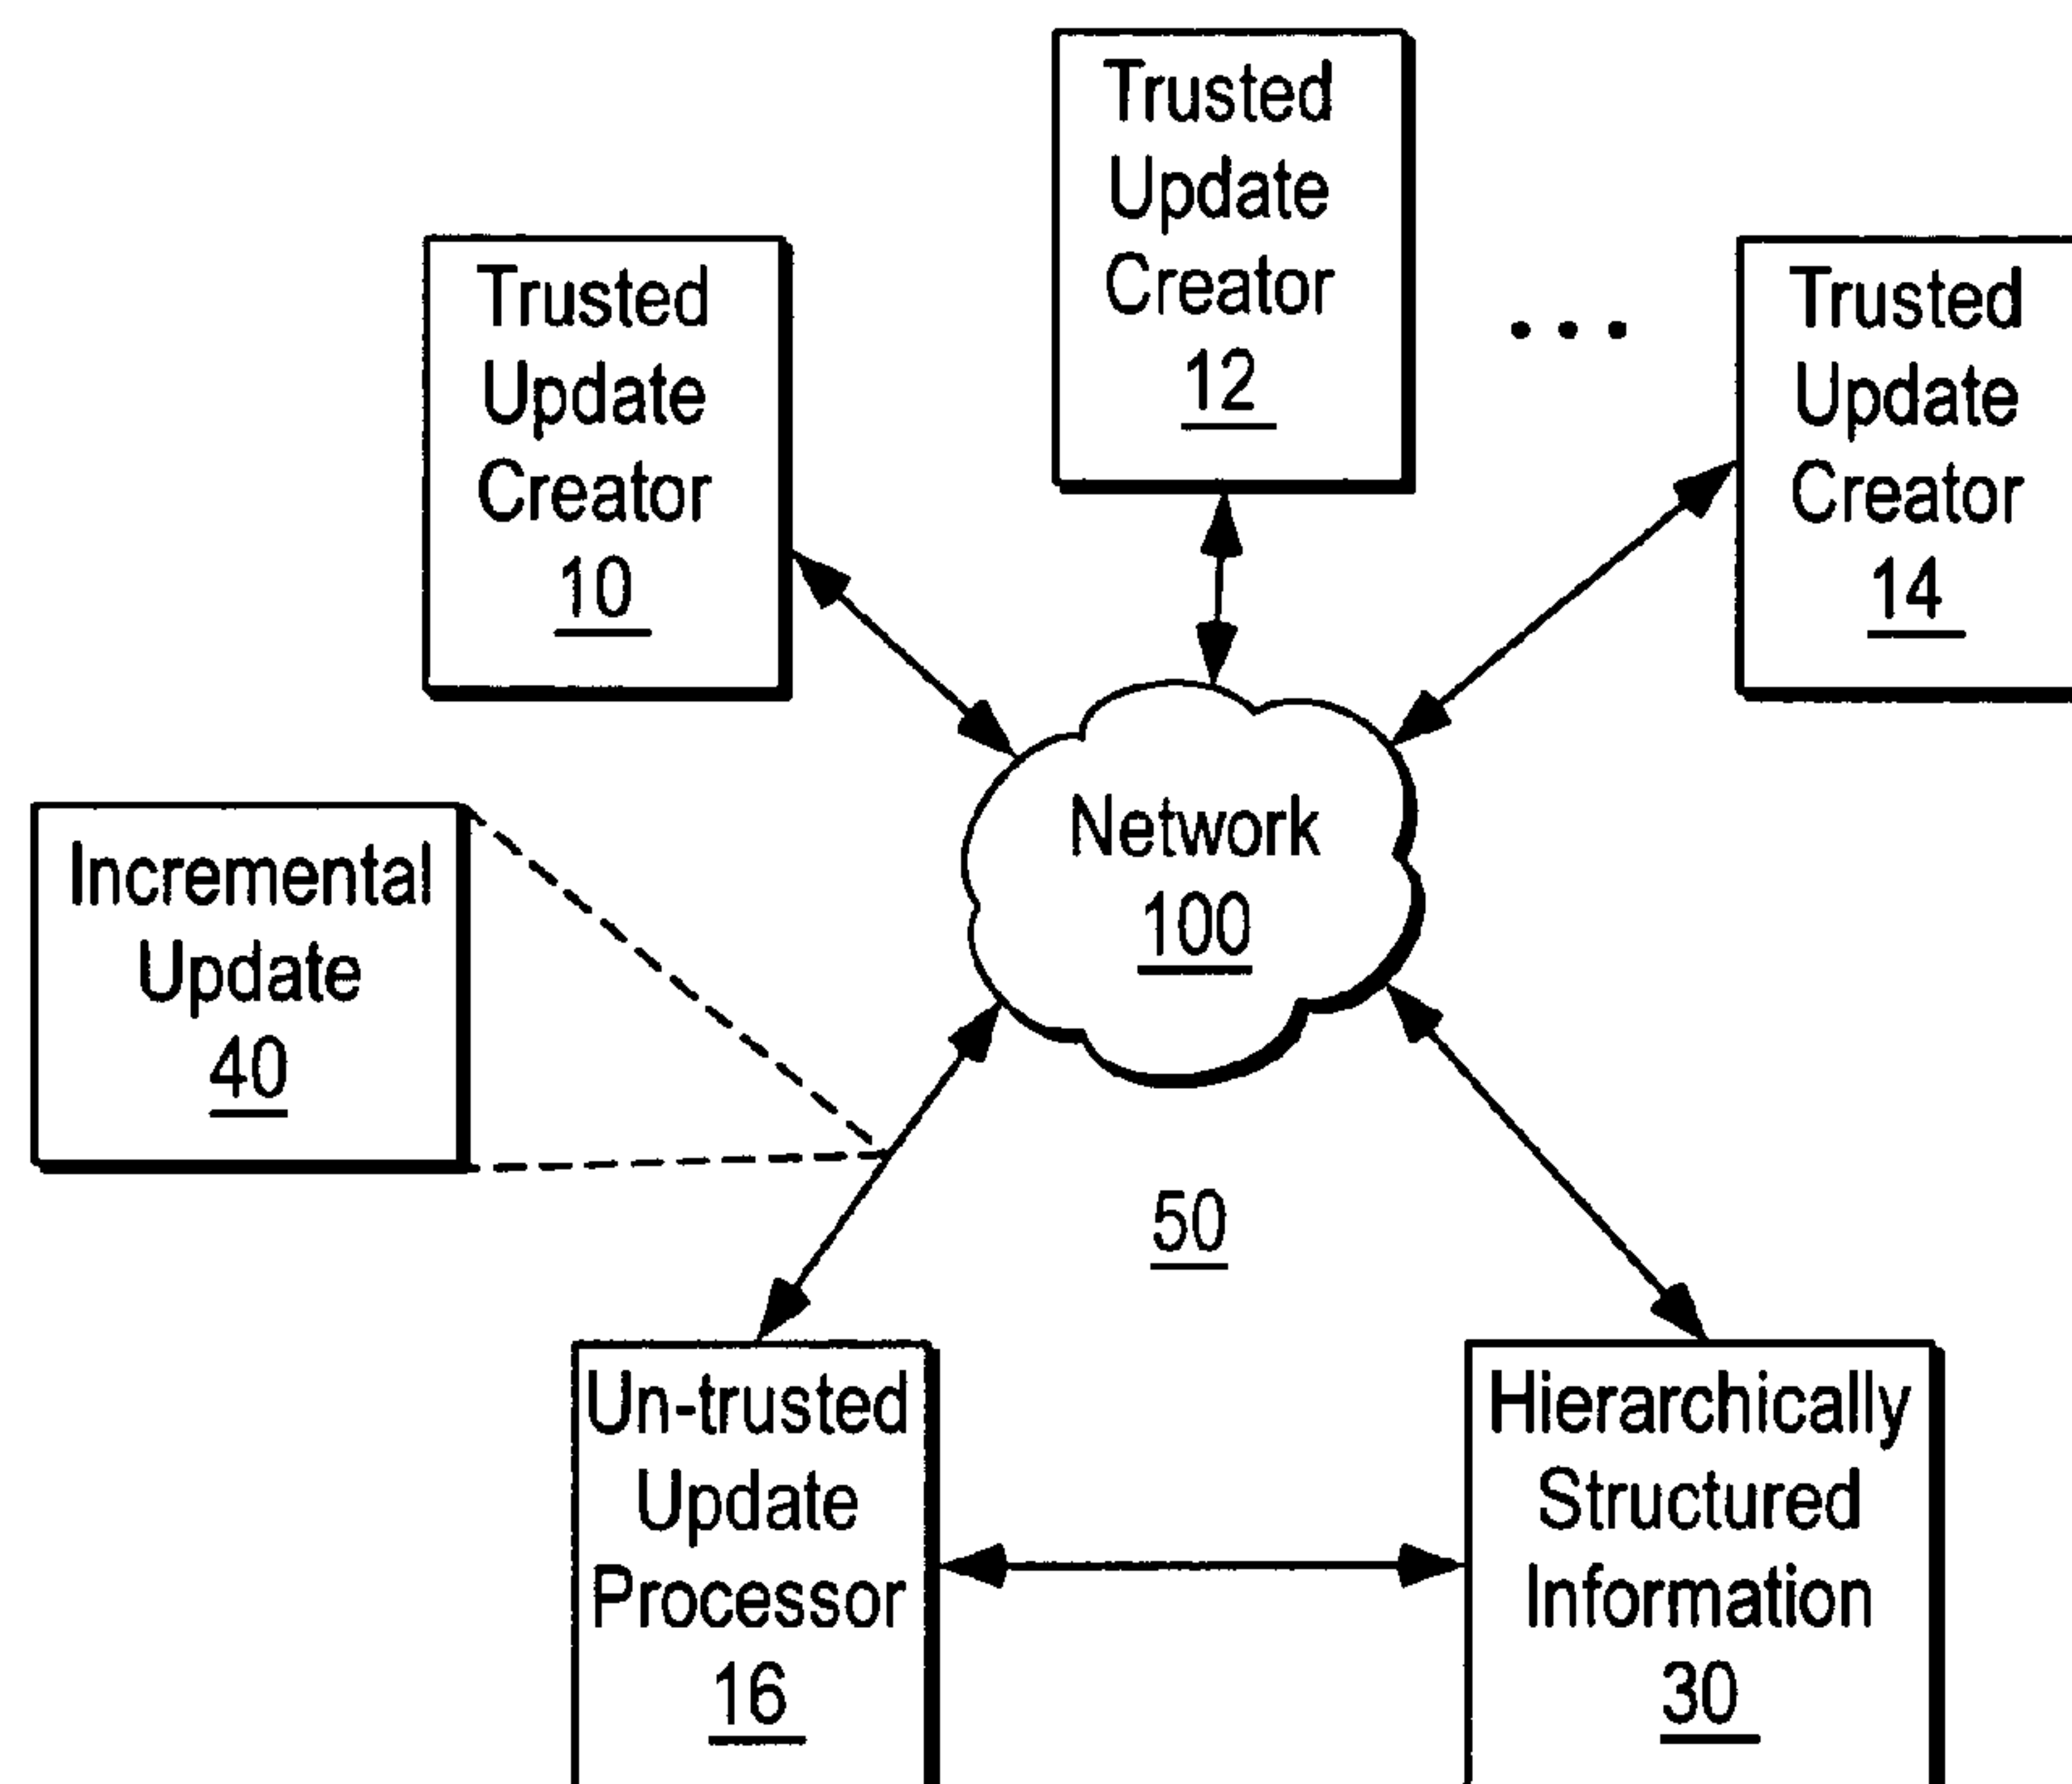 Trusted
Update
Creator
12
Trusted
Update
Creator
10
...
Trusted
Update
Creator
14
Network
100
Incremental
Update
40
50
Un-trusted
Update
Processor
16
Hierarchically
Structured
Information
30